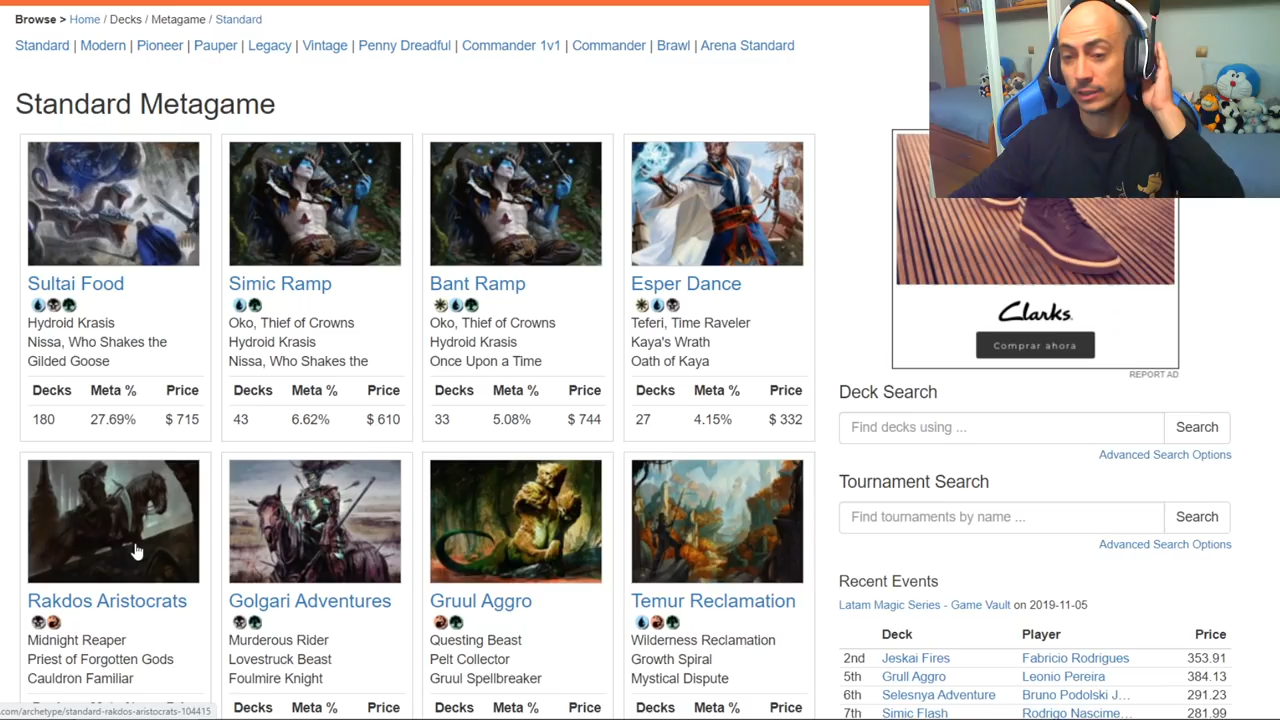 Browse > Home / Decks / Metagame / Standard
Standard | Modern | Pioneer | Pauper | Legacy | Vintage | Penny Dreadful | Commander 1v1 | Commander | Brawl | Arena Standard
Standard Metagame
Sultai Food
Hydroid Krasis
Nissa, Who Shakes the
Gilded Goose
Decks Meta % Price
180 27.69% $ 715
Simic Ramp
Oko, Thief of Crowns
Hydroid Krasis
Nissa, Who Shakes the
Decks Meta % Price
43 6.62% $ 610
Bant Ramp
Oko, Thief of Crowns
Hydroid Krasis
Once Upon a Time
Decks Meta % Price
33 5.08% $ 744
Esper Dance
Teferi, Time Raveler
Kaya's Wrath
Oath of Kaya
Decks Meta % Price
27 4.15% $ 332
Rakdos Aristocrats
Midnight Reaper
Priest of Forgotten Gods
Cauldron Familiar
Golgari Adventures
Murderous Rider
Lovestruck Beast
Foulmire Knight
Decks Meta % Price
Gruul Aggro
Questing Beast
Pelt Collector
Gruul Spellbreaker
Decks Meta % Price
Temur Reclamation
Wilderness Reclamation
Growth Spiral
Mystical Dispute
Decks Meta % Price
.com/archetype/standard-rakdos-aristocrats-104415
Clarks
Comprar ahora
REPORT AD
Deck Search
Find decks using ... Search
Advanced Search Options
Tournament Search
Find tournaments by name ... Search
Advanced Search Options
Recent Events
Latam Magic Series - Game Vault on 2019-11-05
Deck Player Price
2nd Jeskai Fires Fabricio Rodrigues 353.91
5th Grull Aggro Leonio Pereira 384.13
6th Selesnya Adventure Bruno Podolski J... 291.23
7th Simic Flash Rodrigo Nascime... 281.99